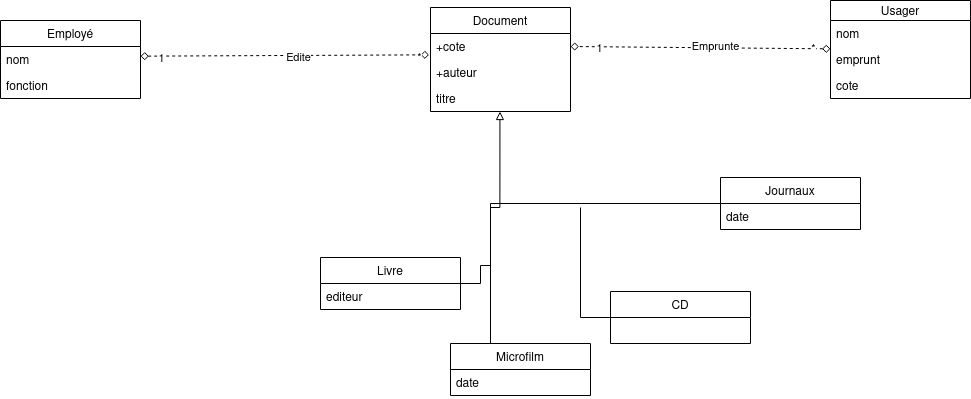 Employé
nom
fonction
1
Edite
*
Document
+cote
+auteur
titre
1
Emprunte
*
Usager
nom
emprunt
cote
Journaux
date
Livre
editeur
CD
Microfilm
date